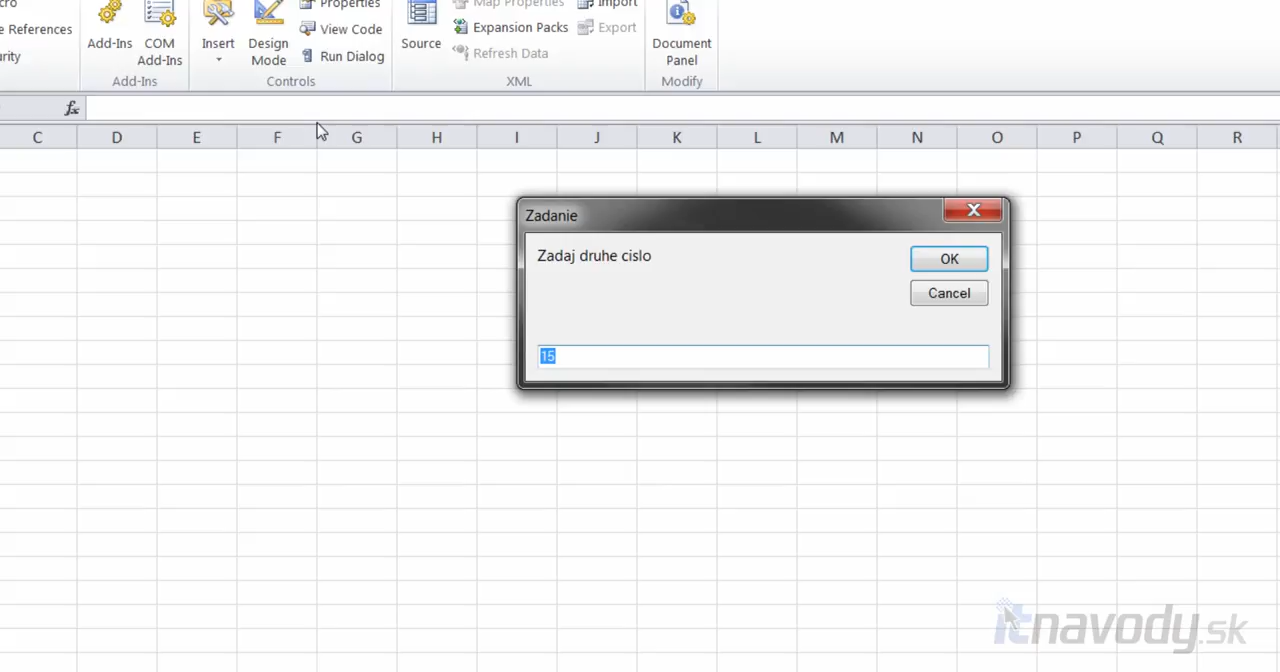 cro
Properties
Map Properties
Import
e References
View Code
Expansion Packs
Export
Add-Ins
COM
Add-Ins
Insert
Design
Mode
Source
Document
Panel
urity
Run Dialog
Refresh Data
Add-Ins
Controls
XML
Modify
fx
C D E F G H I J K L M N O P Q R
Zadanie
X
Zadaj druhe cislo
OK
Cancel
15
itnavody.sk